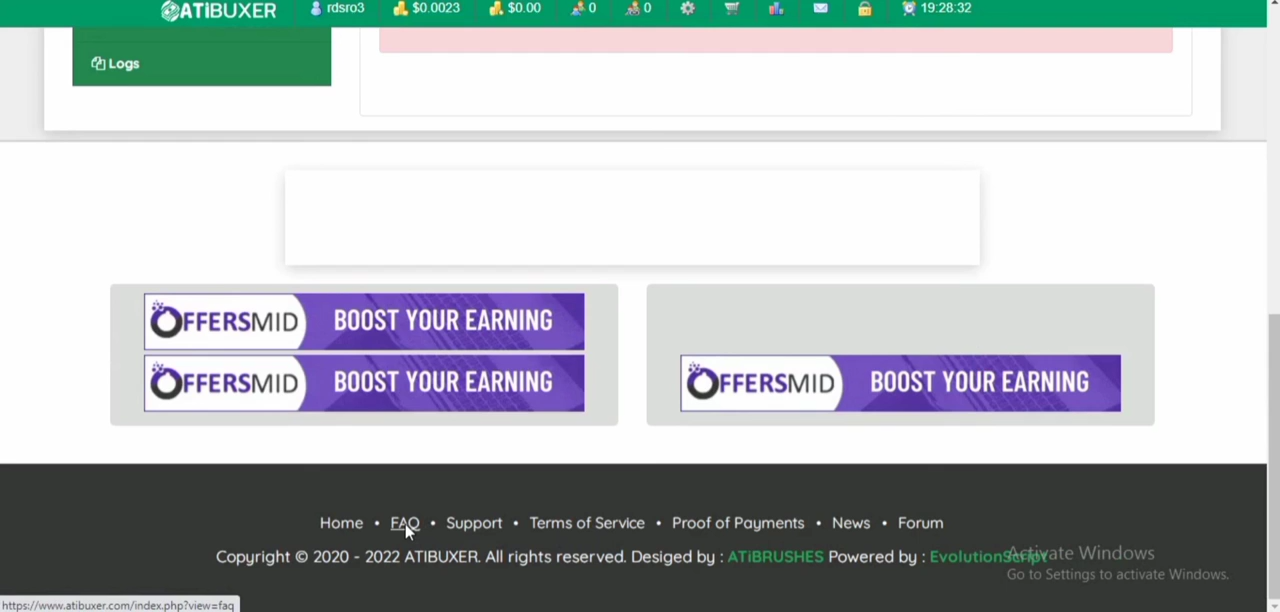 ATIBUXER rdsro3 $0.0023 $0.00 0 0 19:28:32
Logs
OFFERSMID BOOST YOUR EARNING
OFFERSMID BOOST YOUR EARNING
OFFERSMID BOOST YOUR EARNING
Home • FAQ • Support • Terms of Service • Proof of Payments • News • Forum
Copyright © 2020 - 2022 ATIBUXER. All rights reserved. Desiged by : ATiBRUSHES Powered by : EvolutionScript
Activate Windows
Go to Settings to activate Windows.
https://www.atibuxer.com/index.php?view=faq